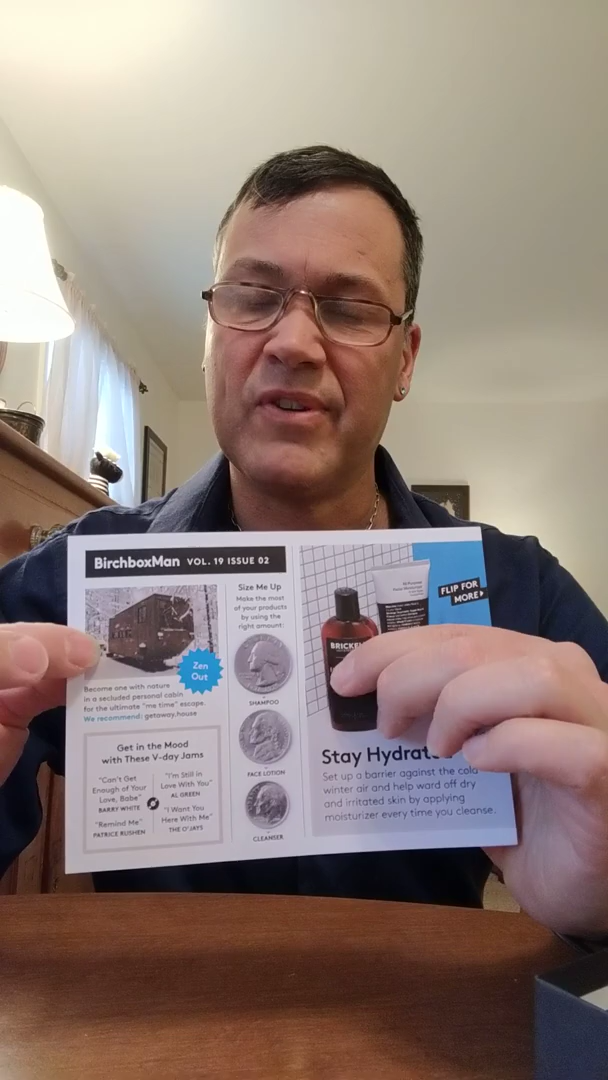 BirchboxMan VOL. 19 ISSUE 02
Zen
Out
Become one with nature
in a secluded personal cabin
for the ultimate "me time" escape.
We recommend: getaway.house
Get in the Mood
with These V-day Jams
"Can't Get
Enough of Your
Love, Babe"
BARRY WHITE
"Remind Me"
PATRICE RUSHEN
"I'm Still in
Love With You"
AL GREEN
"I Want You
Here With Me"
THE O'JAYS
Size Me Up
Make the most
of your products
by using the
right amount:
SHAMPOO
FACE LOTION
CLEANSER
FLIP FOR
MORE
BRICKE
Stay Hydrat
Set up a barrier against the cold
winter air and help ward off dry
and irritated skin by applying
moisturizer every time you cleanse.